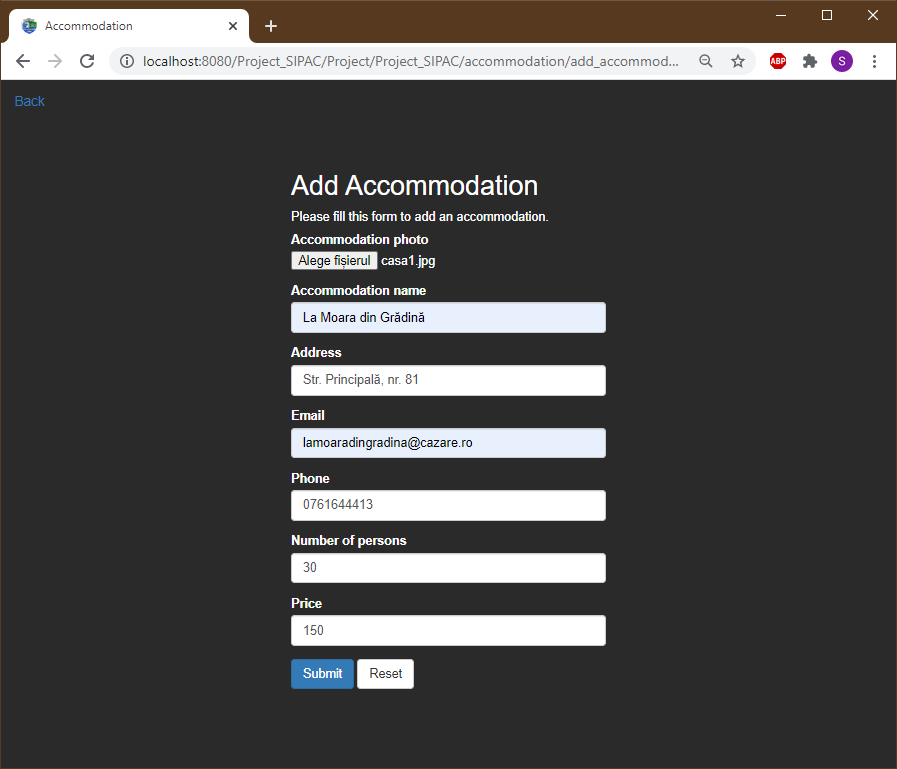 Accommodation
localhost:8080/Project_SIPAC/Project/Project_SIPAC/accommodation/add_accommod...
ABP
S
Back
Add Accommodation
Please fill this form to add an accommodation.
Accommodation photo
Alege fișierul casa1.jpg
Accommodation name
La Moara din Grădină
Address
Str. Principală, nr. 81
Email
lamoaradingradina@cazare.ro
Phone
0761644413
Number of persons
30
Price
150
Submit Reset